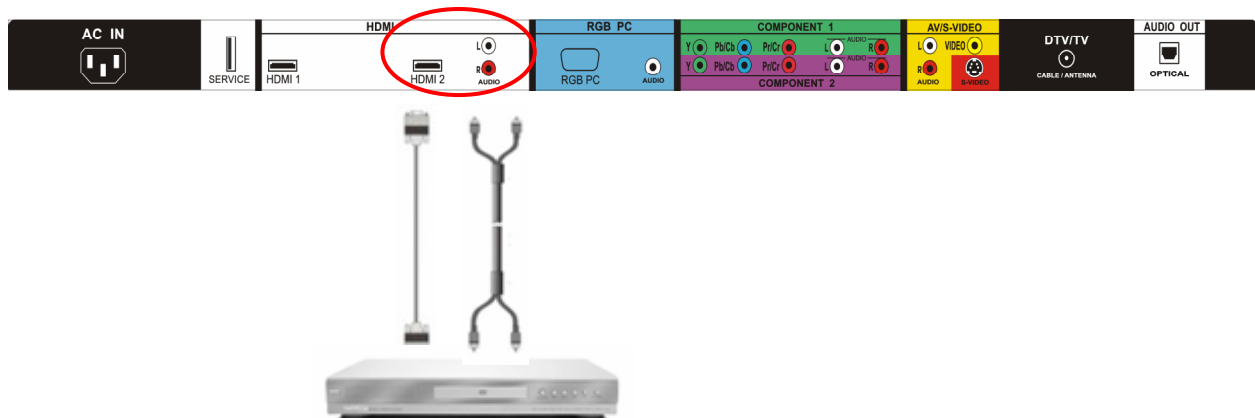 AC IN
SERVICE
HDMI
HDMI 1
HDMI 2
L
R
AUDIO
RGB PC
RGB PC
AUDIO
COMPONENT 1
Y Pb/Cb Pr/Cr L AUDIO R
Y Pb/Cb Pr/Cr L AUDIO R
COMPONENT 2
AV/S-VIDEO
L VIDEO
R
AUDIO S-VIDEO
DTV/TV
CABLE / ANTENNA
AUDIO OUT
OPTICAL